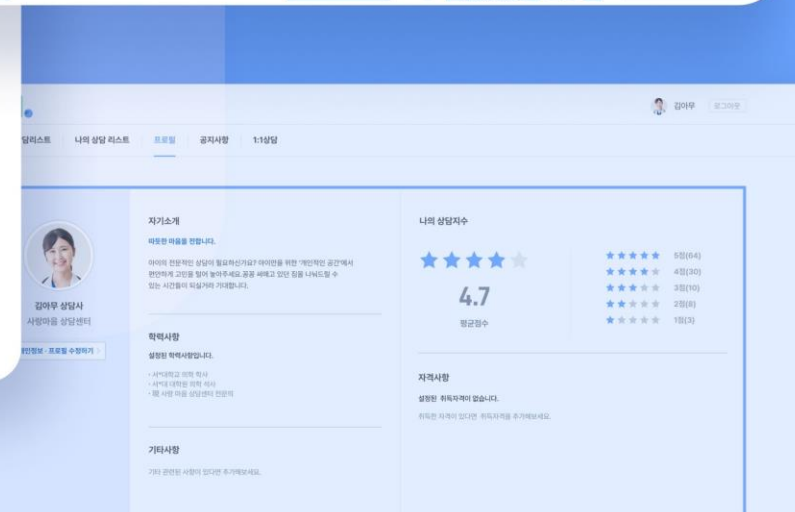 김아무 로그아웃
담리스트 나의 상담 리스트 프로필 공지사항 1:1상담
김아무 상담사
사랑마음 상담센터
개인정보 · 프로필 수정하기 >
자기소개
따뜻한 마음을 전합니다.
아이의 전문적인 상담이 필요하신가요? 아이만을 위한 '개인적인 공간'에서
편안하게 고민을 털어 놓아주세요.꽁꽁 싸매고 있던 짐을 나눠드릴 수
있는 시간들이 되실거라 기대합니다.
학력사항
설정된 학력사항입니다.
· 서*대학교 의학 학사
· 서*대 대학원 의학 석사
· 現 사랑 마음 상담센터 전문의
기타사항
기타 관련된 사항이 있다면 추가해보세요.
나의 상담지수
4.7
평균점수
5점(64)
4점(30)
3점(10)
2점(8)
1점(3)
자격사항
설정된 취득자격이 없습니다.
취득한 자격이 있다면 취득자격을 추가해보세요.